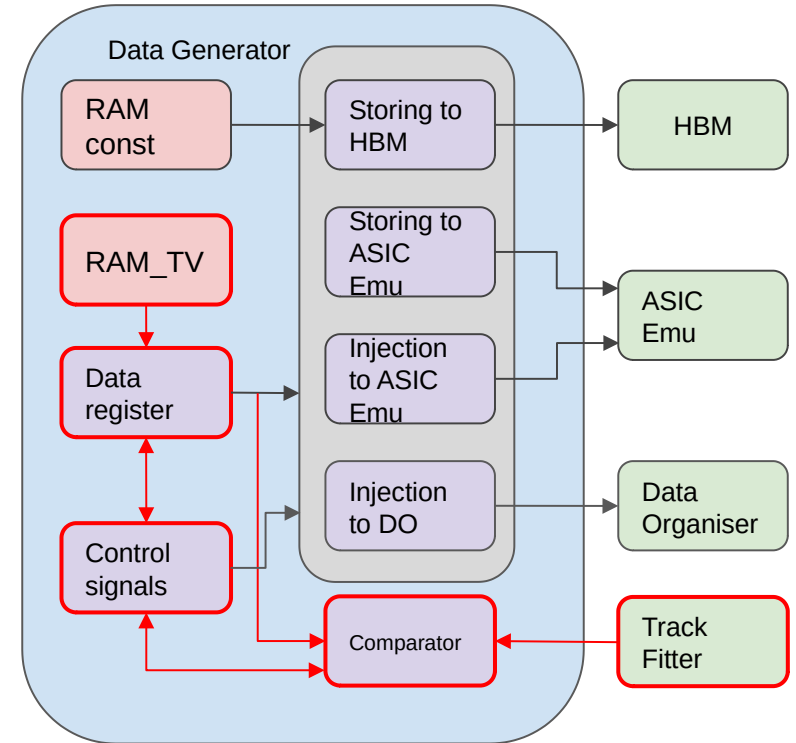 Data Generator
RAM
const
Storing to
HBM
HBM
RAM_TV
Storing to
ASIC
Emu
ASIC
Emu
Data
register
Injection
to ASIC
Emu
Control
signals
Injection
to DO
Data
Organiser
Comparator
Track
Fitter